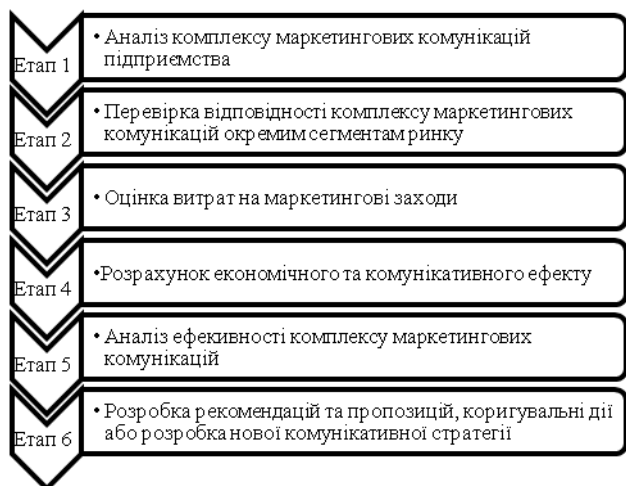 Етап 1
• Аналіз комплексу маркетингових комунікацій
підприємства
Етап 2
• Перевірка відповідності комплексу маркетингових
комунікацій окремим сегментам ринку
Етап 3
• Оцінка витрат на маркетингові заходи
Етап 4
•Розрахунок економічного та комунікативного ефекту
Етап 5
• Аналіз ефекивності комплексу маркетингових
комунікацій
Етап 6
• Розробка рекомендацій та пропозицій, коригувальні дії
або розробка нової комунікативної стратегії